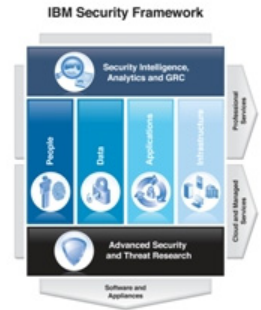 IBM Security Framework
Security Intelligence,
Analytics and GRC
People
Data
Applications
Infrastructure
Advanced Security
and Threat Research
Professional
Services
Cloud and Managed
Services
Software and
Appliances